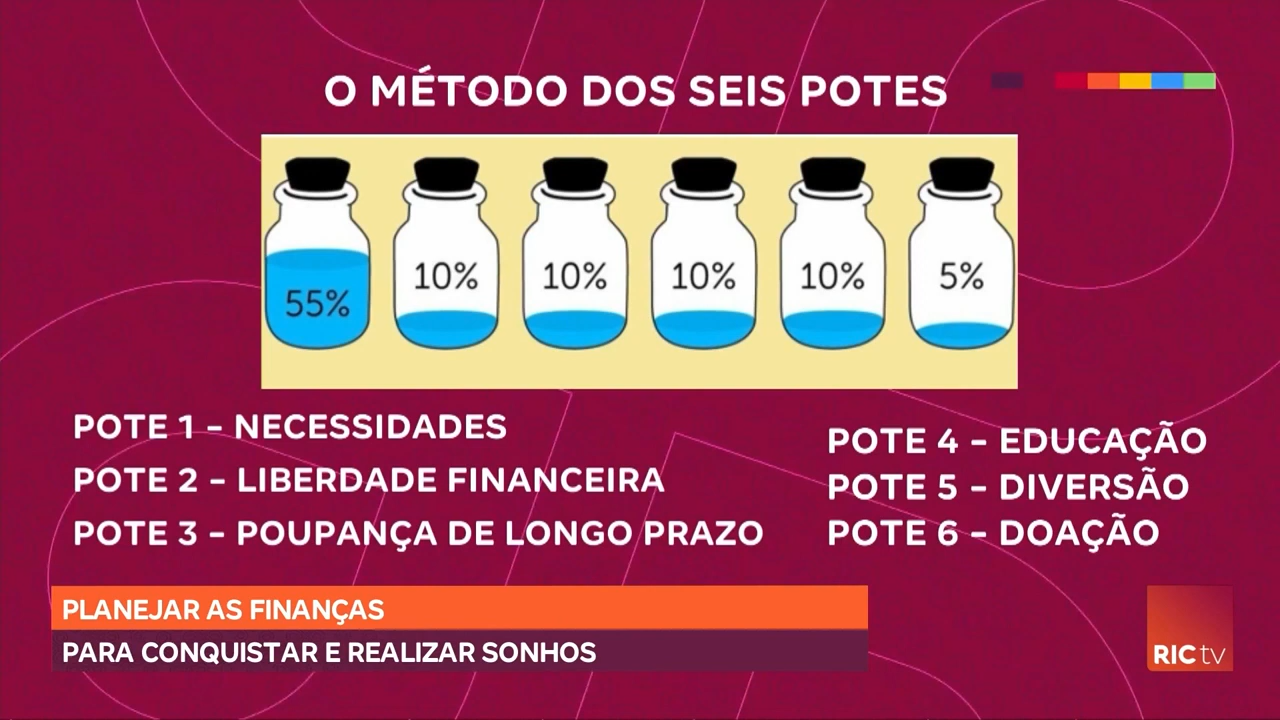 O MÉTODO DOS SEIS POTES
55%
10%
10%
10%
10%
5%
POTE 1 – NECESSIDADES
POTE 2 – LIBERDADE FINANCEIRA
POTE 3 – POUPANÇA DE LONGO PRAZO
POTE 4 – EDUCAÇÃO
POTE 5 – DIVERSÃO
POTE 6 – DOAÇÃO
PLANEJAR AS FINANÇAS
PARA CONQUISTAR E REALIZAR SONHOS
RICtv